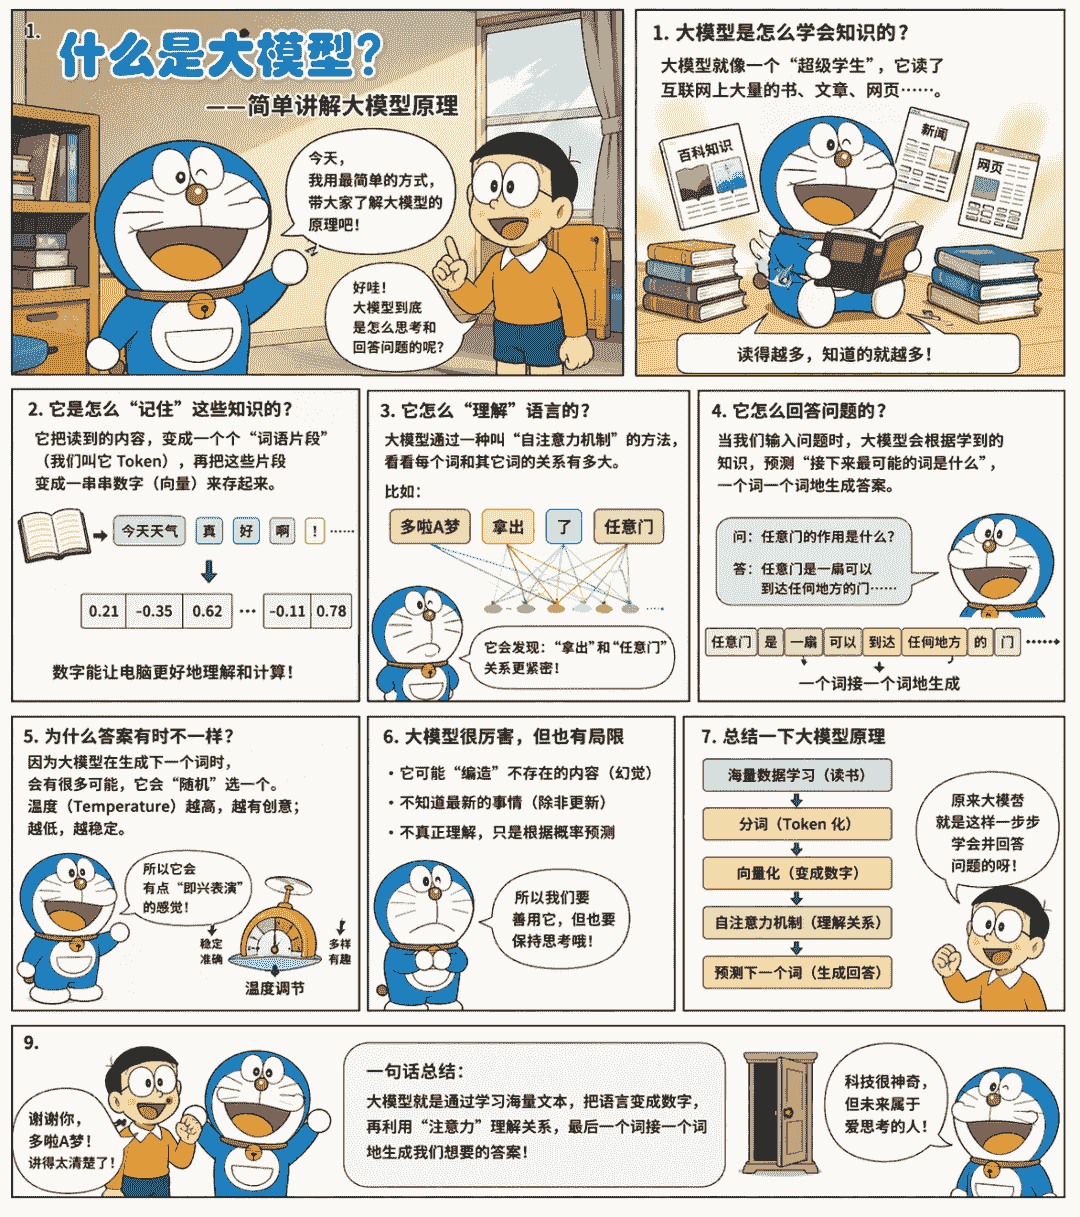 1.
什么是大模型？
——简单讲解大模型原理
今天，
我用最简单的方式，
带大家了解大模型的
原理吧！
好哇！
大模型到底
是怎么思考和
回答问题的呢？
1. 大模型是怎么学会知识的？
大模型就像一个“超级学生”，它读了
互联网上大量的书、文章、网页……。
百科知识
新闻
网页
读得越多，知道的就越多！
2. 它是怎么“记住”这些知识的？
它把读到的内容，变成一个个“词语片段”
（我们叫它 Token），再把这些片段
变成一串串数字（向量）来存起来。
今天天气 真 好 啊 ! ……
0.21 -0.35 0.62 … -0.11 0.78
数字能让电脑更好地理解和计算！
3. 它怎么“理解”语言的？
大模型通过一种叫“自注意力机制”的方法，
看看每个词和其它词的关系有多大。
比如：
多啦A梦 拿出 了 任意门
它会发现：“拿出”和“任意门”
关系更紧密！
4. 它怎么回答问题的？
当我们输入问题时，大模型会根据学到的
知识，预测“接下来最可能的词是什么”，
一个词一个词地生成答案。
问：任意门的作用是什么？
答：任意门是一扇可以
到达任何地方的门……
任意门 是 一扇 可以 到达 任何地方 的 门
一个词接一个词地生成
5. 为什么答案有时不一样？
因为大模型在生成下一个词时，
会有很多可能，它会“随机”选一个。
温度（Temperature）越高，越有创意；
越低，越稳定。
所以它会
有点“即兴表演”
的感觉！
稳定
准确
多样
有趣
温度调节
6. 大模型很厉害，但也有局限
·它可能“编造”不存在的内容（幻觉）
·不知道最新的事情（除非更新）
·不真正理解，只是根据概率预测
所以我们要
善用它，但也要
保持思考哦！
7. 总结一下大模型原理
海量数据学习（读书）
分词（Token 化）
向量化（变成数字）
自注意力机制（理解关系）
预测下一个词（生成回答）
原来大模
就是这样一步步
学会并回答
问题的呀！
9.
谢谢你，
多啦A梦！
讲得太清楚了！
一句话总结：
大模型就是通过学习海量文本，把语言变成数字，
再利用“注意力”理解关系，最后一个词接一个词
地生成我们想要的答案！
科技很神奇，
但未来属于
爱思考的人！